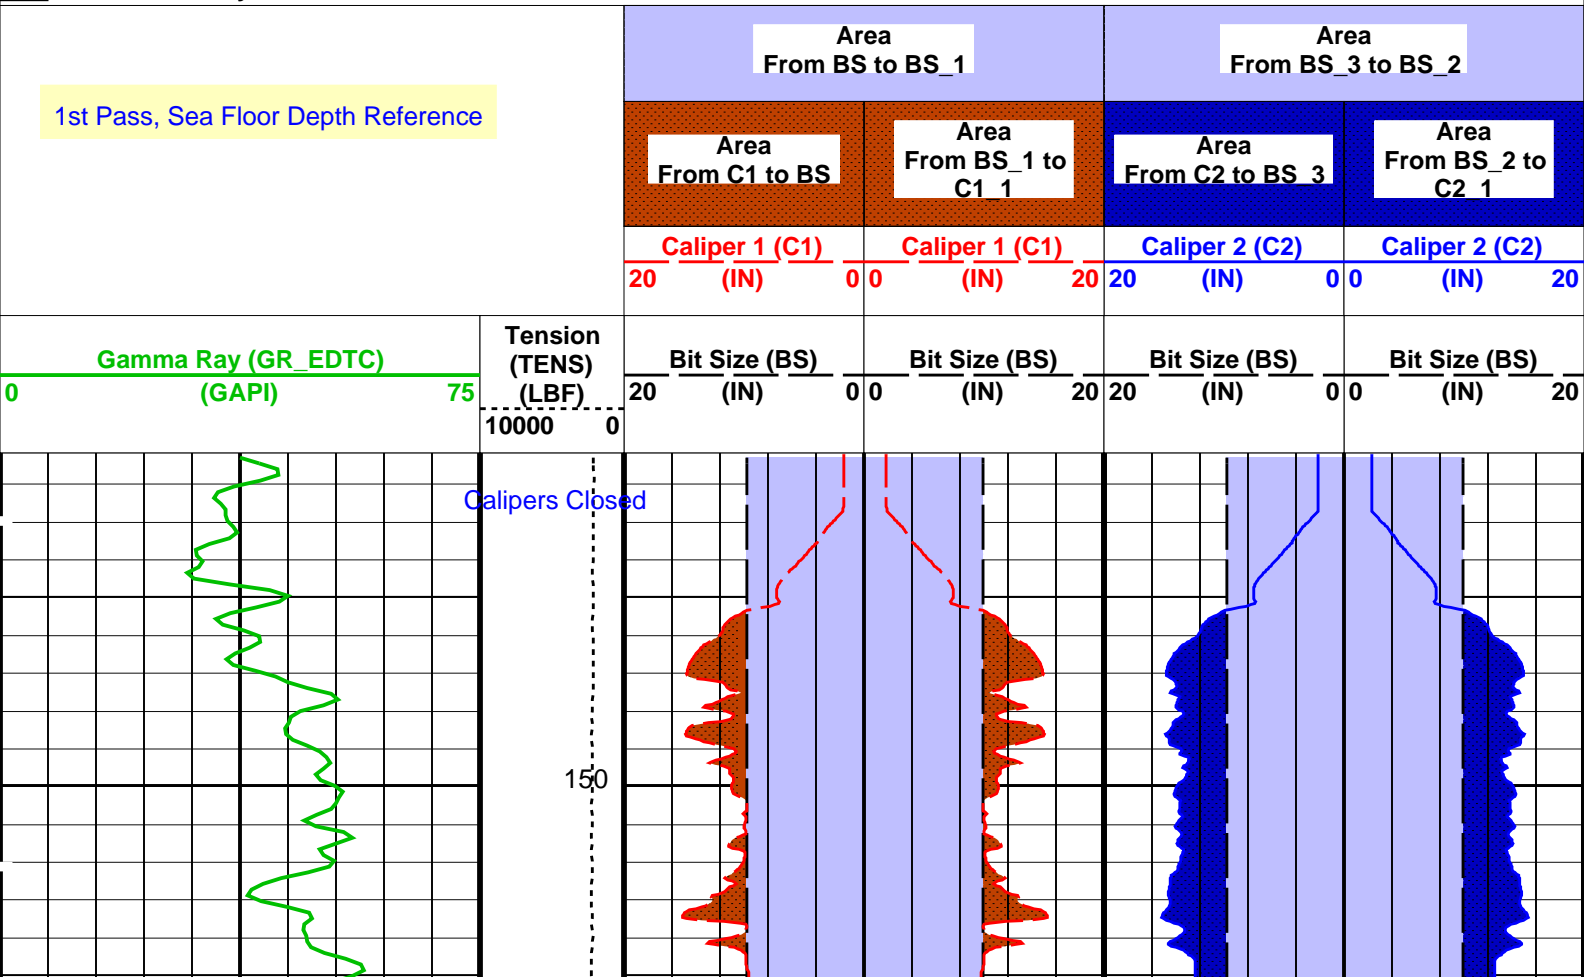 Area
From BS to BS_1
Area
From BS_3 to BS_2
1st Pass, Sea Floor Depth Reference
Area
From C1 to BS
Area
From BS_1 to
C1_1
Area
From C2 to BS_3
Area
From BS_2 to
C2_1
Caliper 1 (C1)
20 (IN) 0
Caliper 1 (C1)
0 (IN) 20
Caliper 2 (C2)
20 (IN) 0
Caliper 2 (C2)
0 (IN) 20
Gamma Ray (GR_EDTC)
0 (GAPI) 75
Tension
(TENS)
(LBF)
10000 0
Bit Size (BS)
20 (IN) 0
Bit Size (BS)
0 (IN) 20
Bit Size (BS)
20 (IN) 0
Bit Size (BS)
0 (IN) 20
Calipers Closed
150